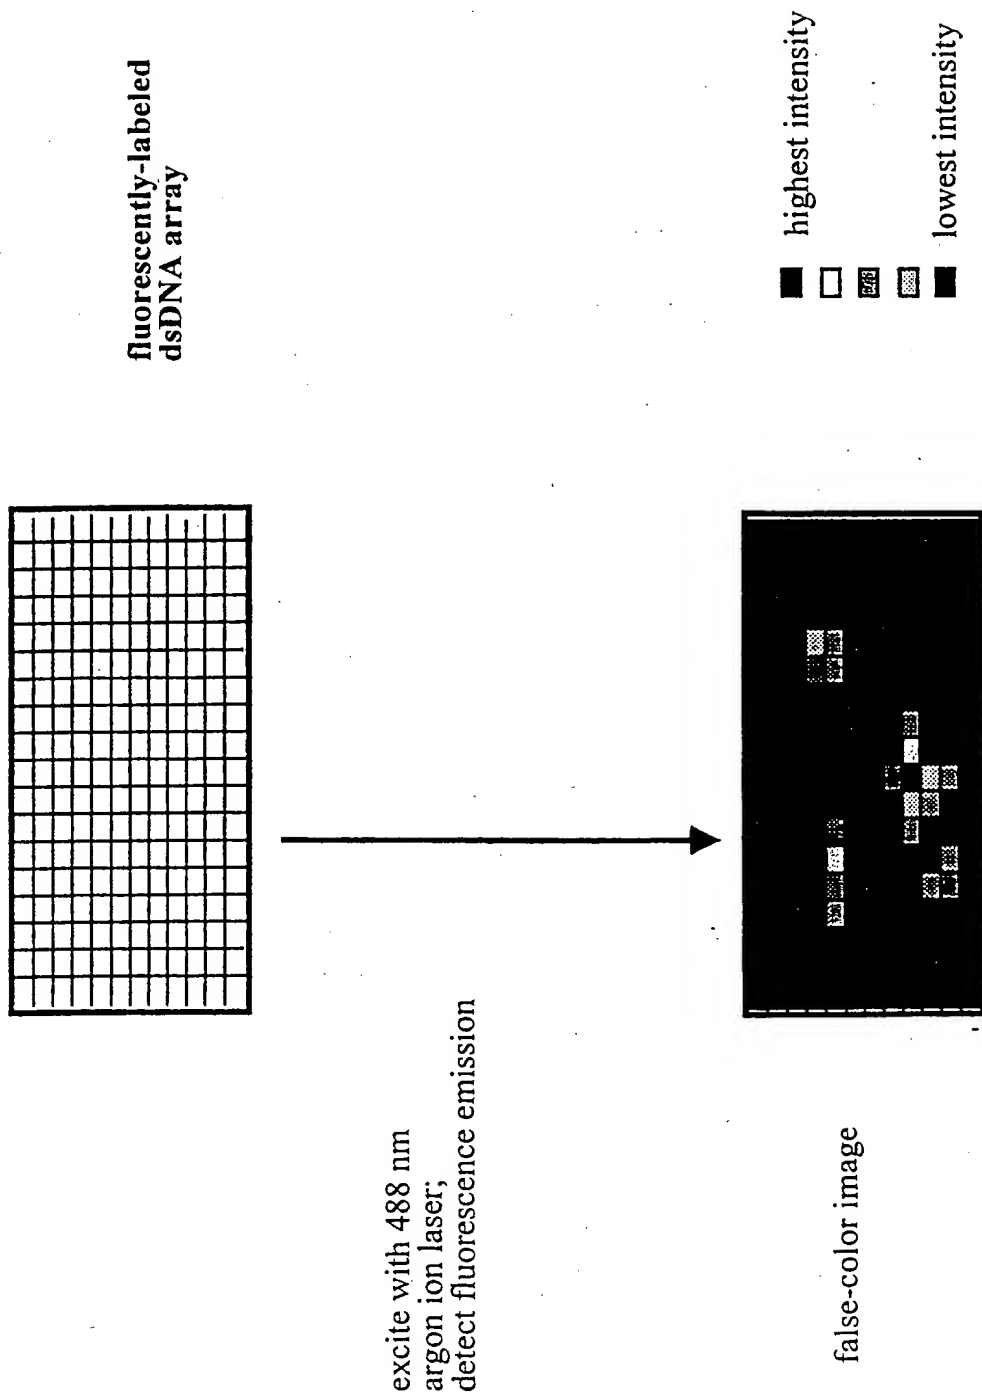 fluorescently-labeled
dsDNA array
excite with 488 nm
argon ion laser;
detect fluorescence emission
false-color image
highest intensity
lowest intensity